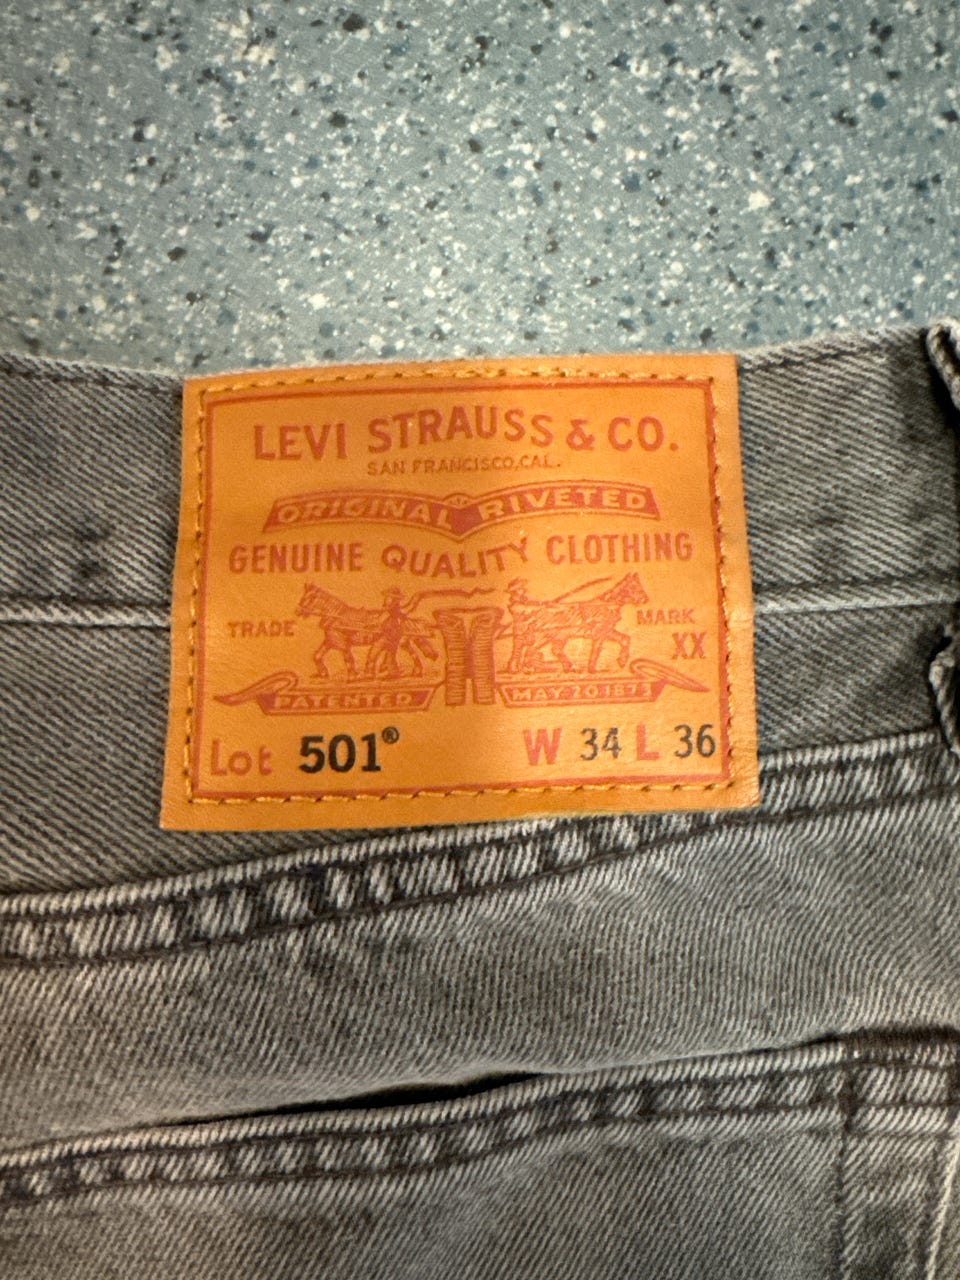 LEVI STRAUSS & CO.
SAN FRANCISCO, CAL.
ORIGINAL RIVETED
GENUINE QUALITY CLOTHING
TRADE MARK
XX
PATENTED MAY 20 1873
Lot 501® W 34 L 36